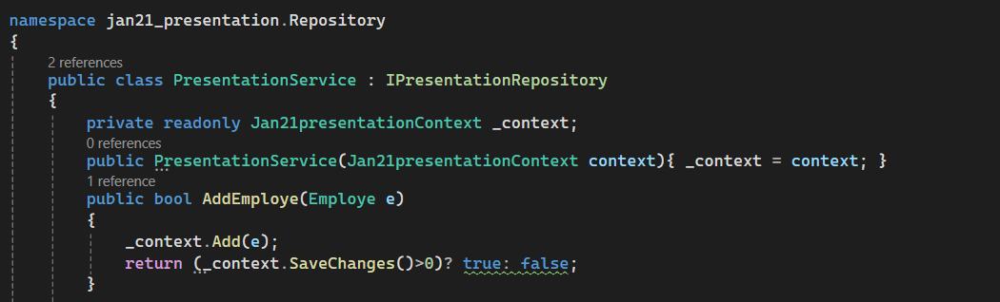 namespace jan21_presentation.Repository
{
2 references
public class PresentationService : IPresentationRepository
{
private readonly Jan21presentationContext _context;
0 references
public PresentationService(Jan21presentationContext context){ _context = context; }
1 reference
public bool AddEmploye(Employe e)
{
_context.Add(e);
return (_context.SaveChanges()>0)? true: false;
}